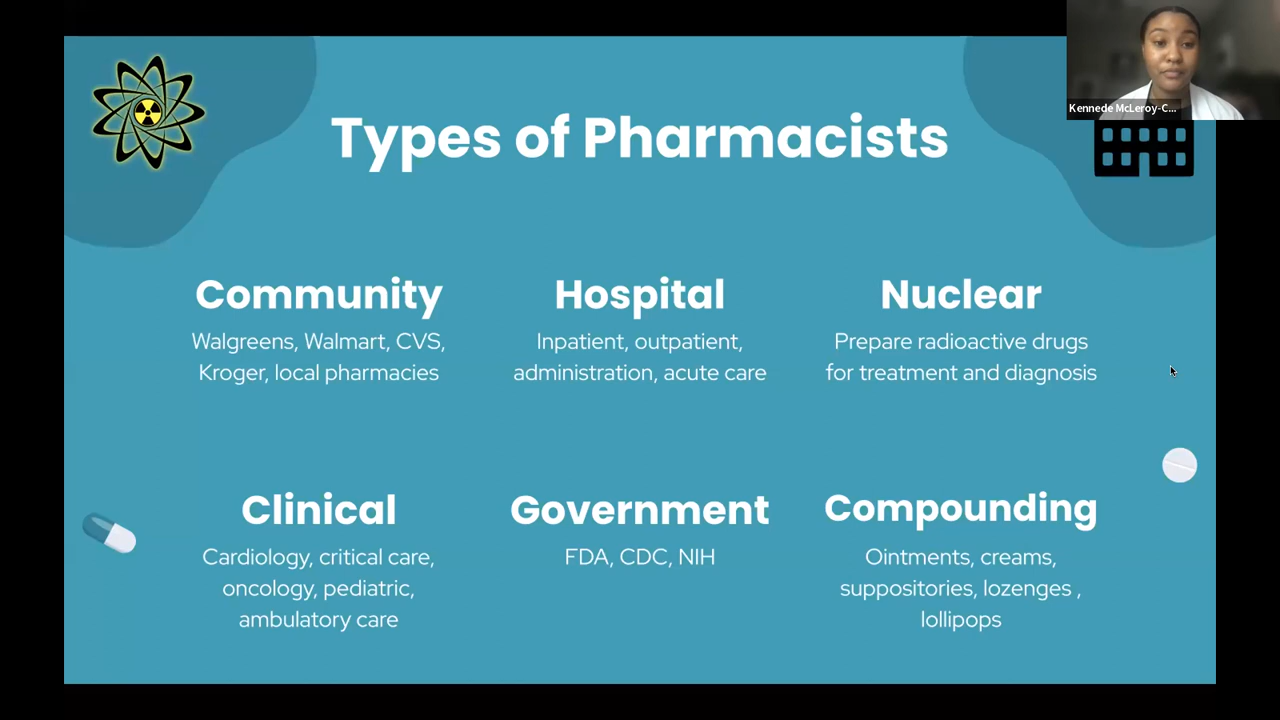 Kennede McLeroy-C...
Types of Pharmacists
Community
Walgreens, Walmart, CVS,
Kroger, local pharmacies
Hospital
Inpatient, outpatient,
administration, acute care
Nuclear
Prepare radioactive drugs
for treatment and diagnosis
Clinical
Cardiology, critical care,
oncology, pediatric,
ambulatory care
Government
FDA, CDC, NIH
Compounding
Ointments, creams,
suppositories, lozenges ,
lollipops